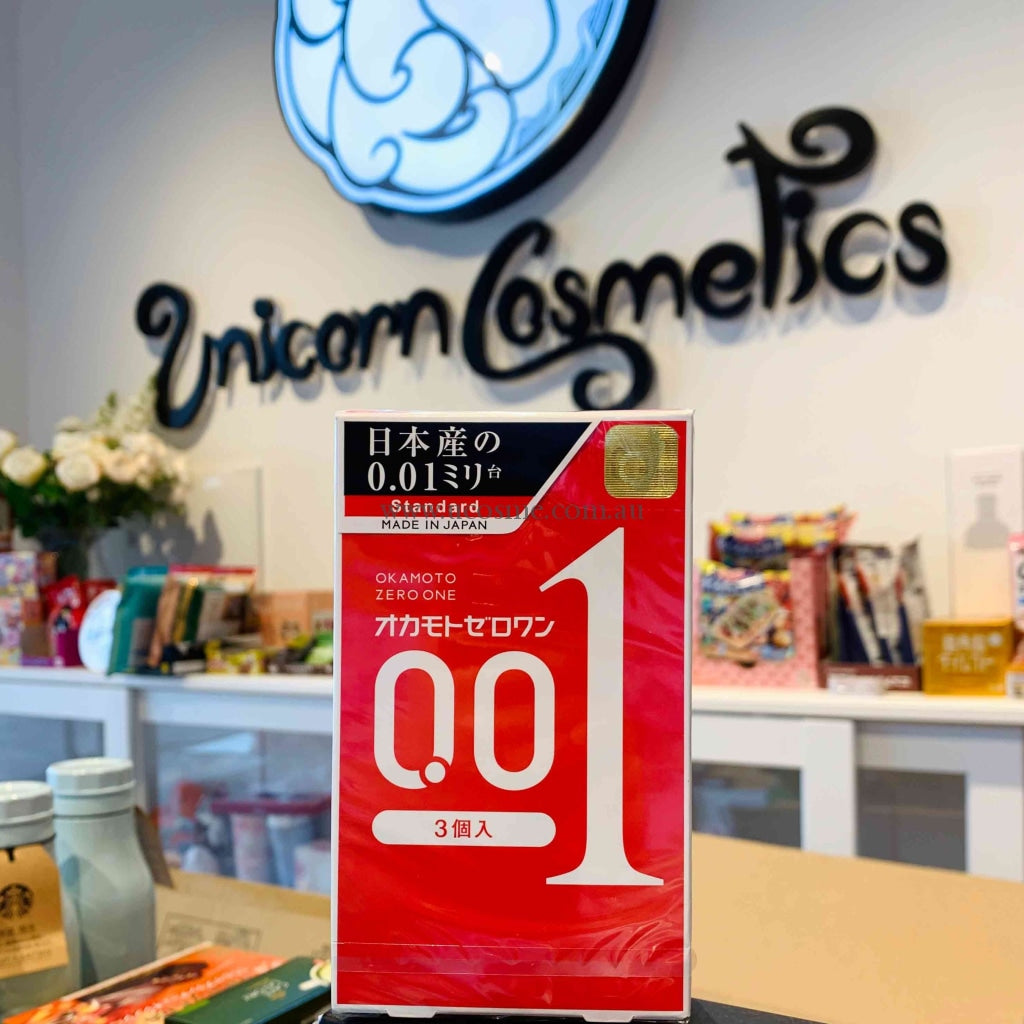 Unicorn Cosmetics
日本産の
0.01ミリ台
Standard
MADE IN JAPAN
OKAMOTO
ZERO ONE
オカモトゼロワン
0.01
3個入